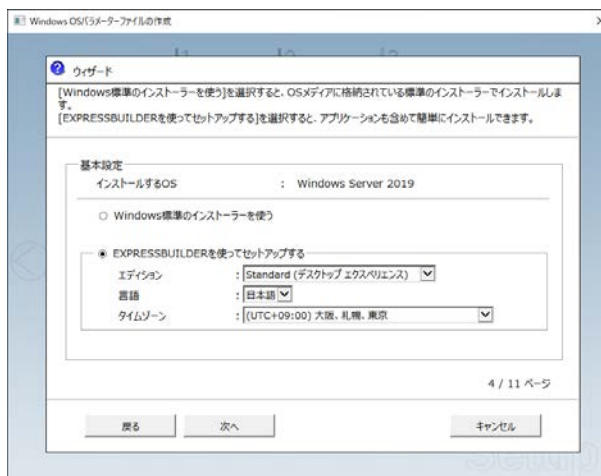 Windows OSパラメーターファイルの作成
ウィザード
[Windows標準のインストーラーを使う]を選択すると、OSメディアに格納されている標準のインストーラーでインストールしま
す。
[EXPRESSBUILDERを使ってセットアップする]を選択すると、アプリケーションも含めて簡単にインストールできます。
基本設定
インストールするOS : Windows Server 2019
Windows標準のインストーラーを使う
EXPRESSBUILDERを使ってセットアップする
エディション : Standard (デスクトップ エクスペリエンス)
言語 : 日本語
タイムゾーン : (UTC+09:00) 大阪、札幌、東京
4 / 11 ページ
戻る 次へ キャンセル
setup